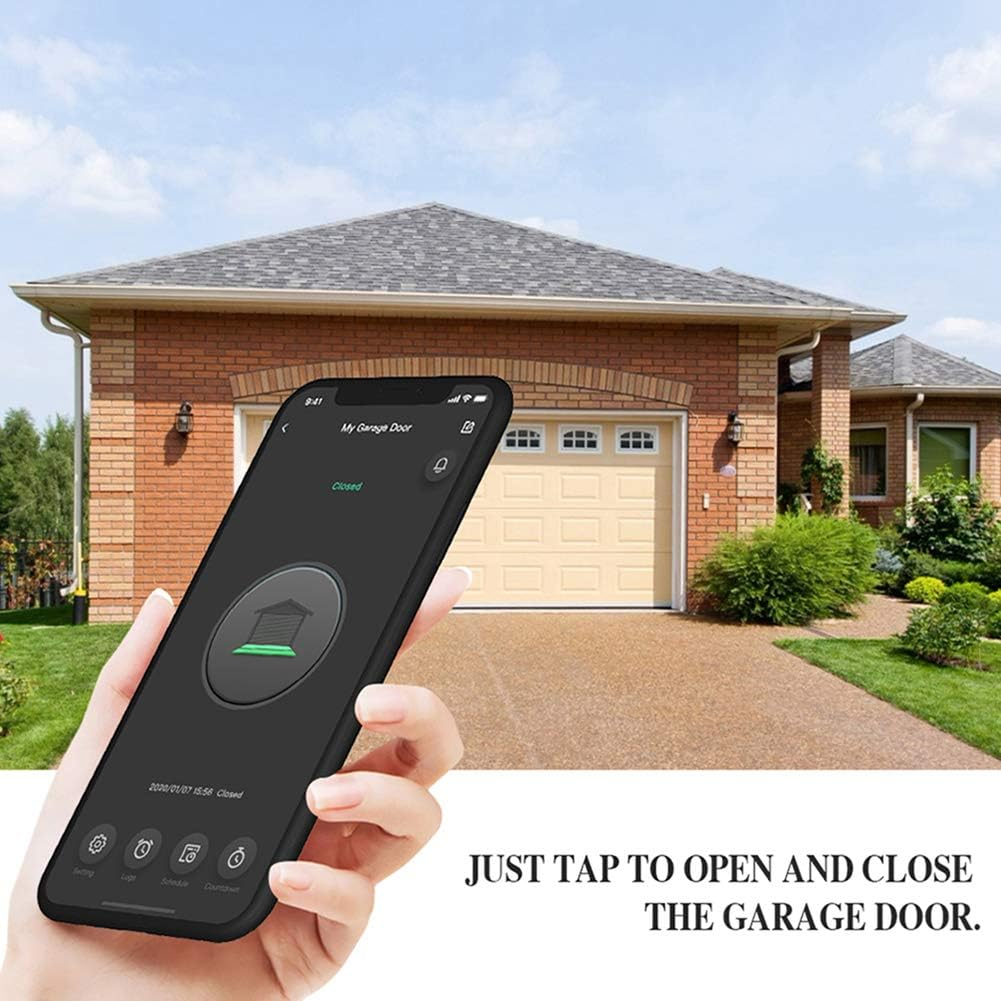 9:41
My Garage Door
Closed
2020/01/07 15:56 Closed
Setting
Logs
Schedule
Countdown
JUST TAP TO OPEN AND CLOSE
THE GARAGE DOOR.